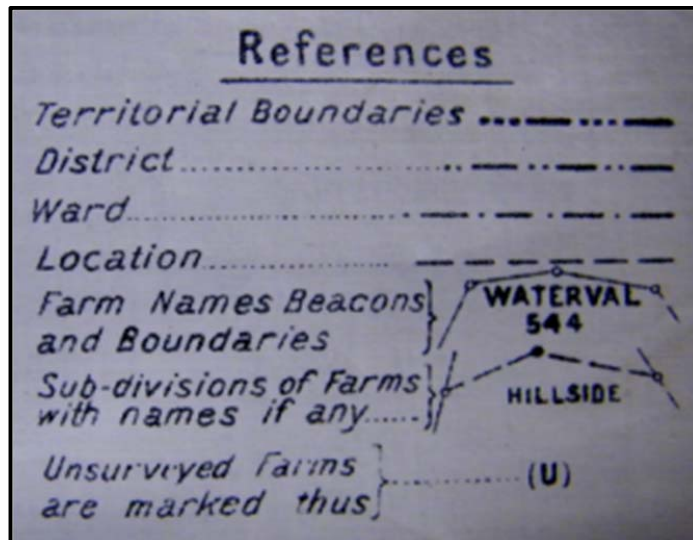 References
Territorial Boundaries
District
Ward
Location
Farm Names Beacons
and Boundaries
WATERVAL
544
Sub-divisions of Farms
with names if any
HILLSIDE
Unsurveyed Farms
are marked thus
(U)